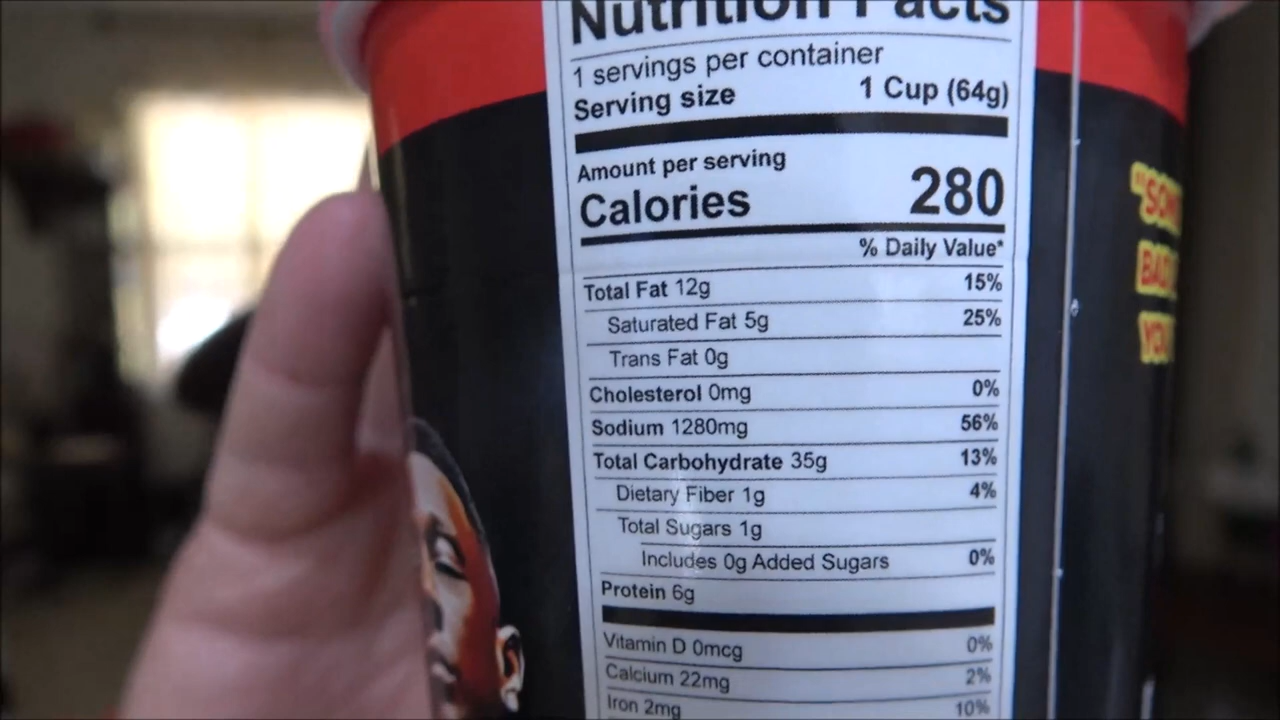 Nutrition Facts
1 servings per container
Serving size 1 Cup (64g)
Amount per serving
Calories 280
% Daily Value*
Total Fat 12g 15%
Saturated Fat 5g 25%
Trans Fat 0g
Cholesterol 0mg 0%
Sodium 1280mg 56%
Total Carbohydrate 35g 13%
Dietary Fiber 1g 4%
Total Sugars 1g
Includes 0g Added Sugars 0%
Protein 6g
Vitamin D 0mcg 0%
Calcium 22mg 2%
Iron 2mg 10%